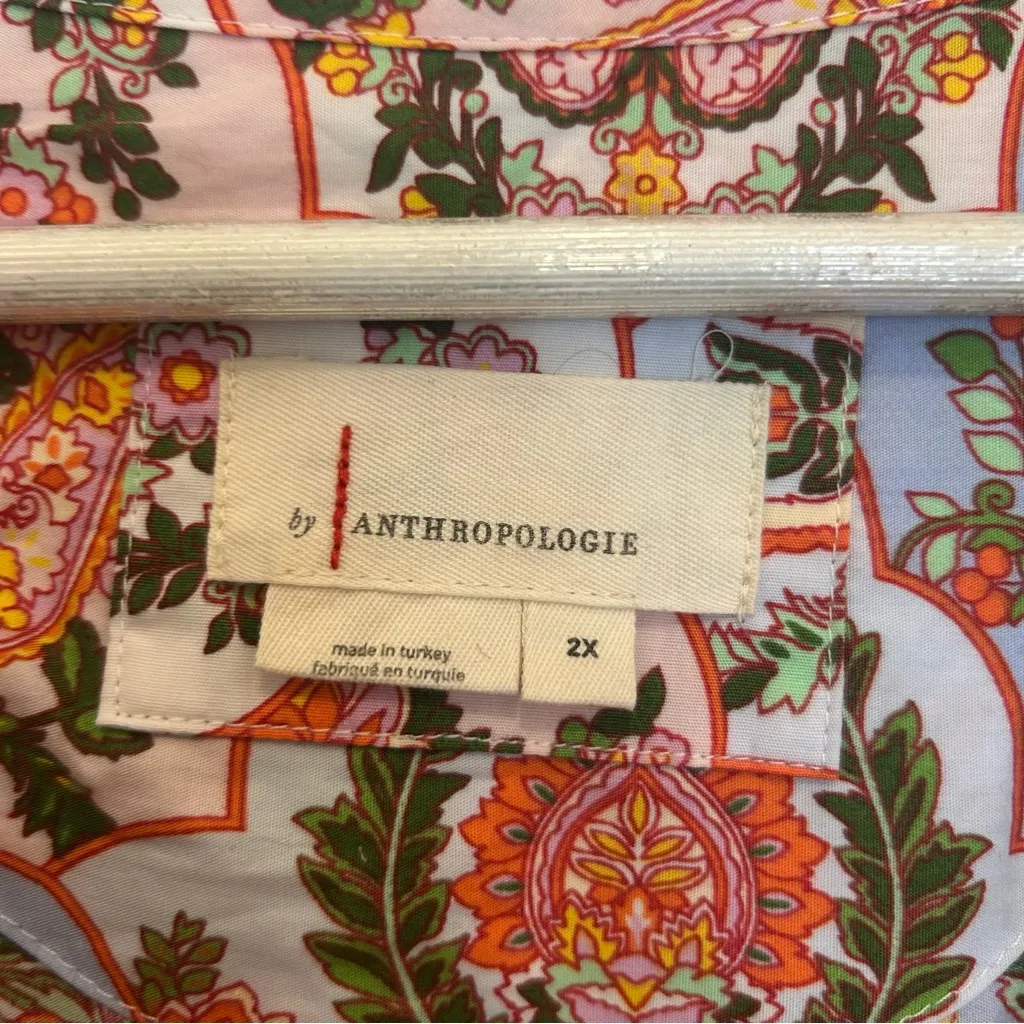 by ANTHROPOLOGIE
made in turkey
fabriqué en turquie
2X